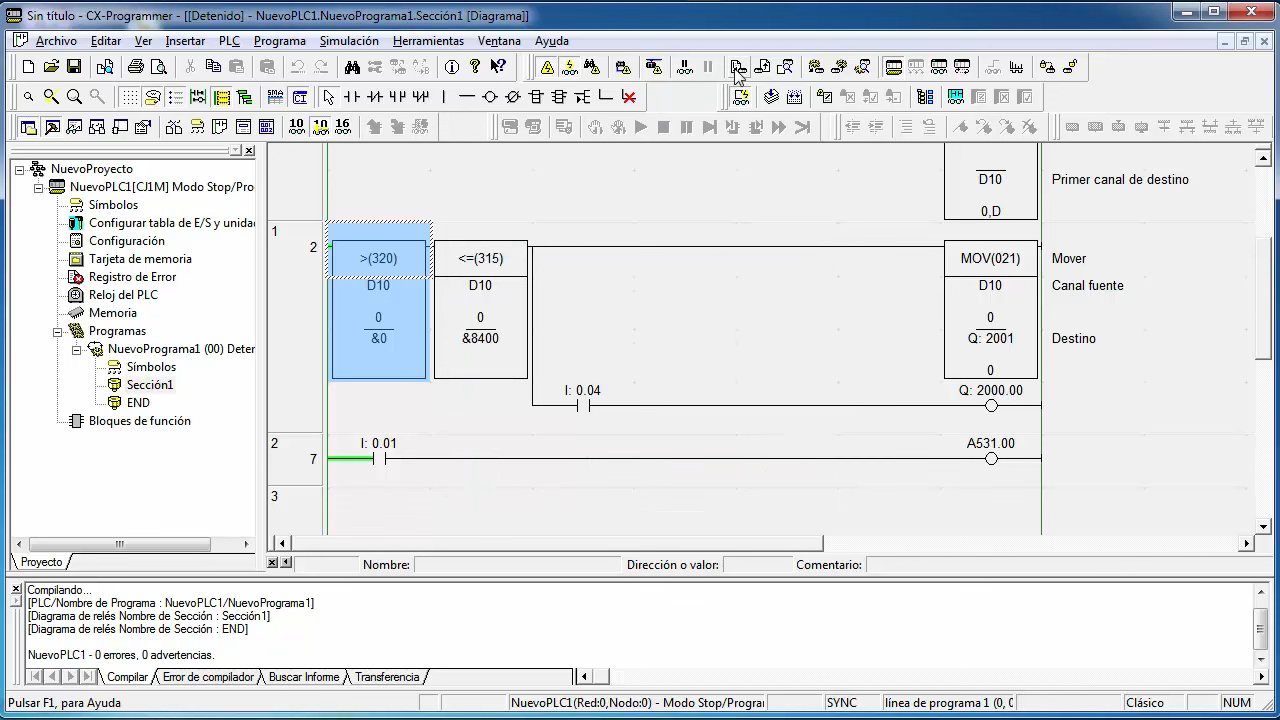 Sin título - CX-Programmer - [[Detenido] - NuevoPLC1.NuevoPrograma1.Sección1 [Diagrama]]
Archivo Editar Ver Insertar PLC Programa Simulación Herramientas Ventana Ayuda
10 10 16
NuevoProyecto
NuevoPLC1[CJ1M] Modo Stop/Pro
Símbolos
Configurar tabla de E/S y unidad
Configuración
Tarjeta de memoria
Registro de Error
Reloj del PLC
Memoria
Programas
NuevoPrograma1 (00) Deter
Símbolos
Sección1
END
Bloques de función
Proyecto
D10 Primer canal de destino
0,D
1
2 >(320) <=(315) MOV(021) Mover
D10 D10 D10 Canal fuente
0 0 0
&0 &8400 Q: 2001 Destino
0
I: 0.04 Q: 2000.00
2 I: 0.01 A531.00
7
3
Nombre: Dirección o valor: Comentario:
Compilando...
[PLC/Nombre de Programa : NuevoPLC1/NuevoPrograma1]
[Diagrama de relés Nombre de Sección : Sección1]
[Diagrama de relés Nombre de Sección : END]
NuevoPLC1 - 0 errores, 0 advertencias.
Compilar Error de compilador Buscar Informe Transferencia
Pulsar F1, para Ayuda NuevoPLC1(Red:0,Nodo:0) - Modo Stop/Progra SYNC línea de programa 1 (0, 0 Clásico NUM